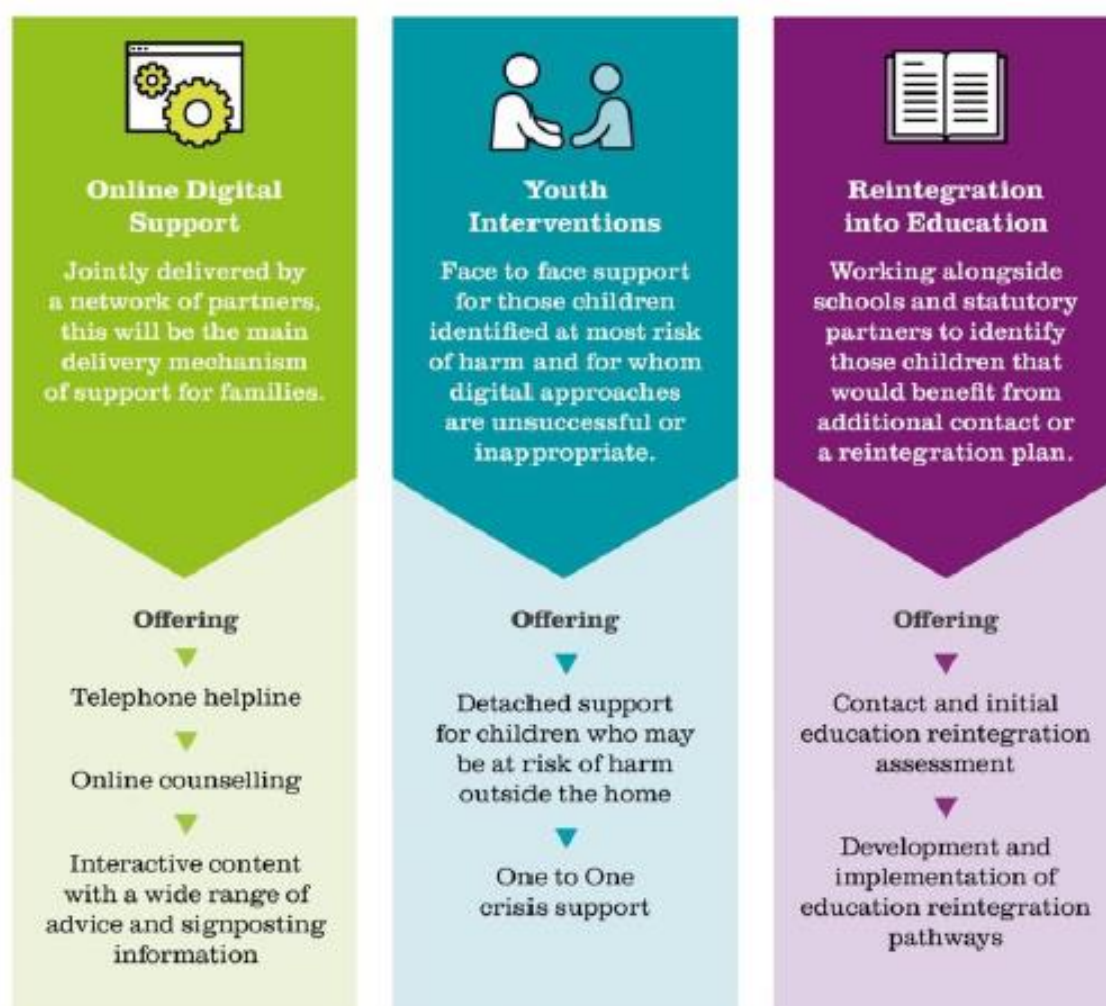 Online Digital
Support
Jointly delivered by
a network of partners,
this will be the main
delivery mechanism
of support for families.
Offering
Telephone helpline
Online counselling
Interactive content
with a wide range of
advice and signposting
information
Youth
Interventions
Face to face support
for those children
identified at most risk
of harm and for whom
digital approaches
are unsuccessful or
inappropriate.
Offering
Detached support
for children who may
be at risk of harm
outside the home
One to One
crisis support
Reintegration
into Education
Working alongside
schools and statutory
partners to identify
those children that
would benefit from
additional contact or
a reintegration plan.
Offering
Contact and initial
education reintegration
assessment
Development and
implementation of
education reintegration
pathways